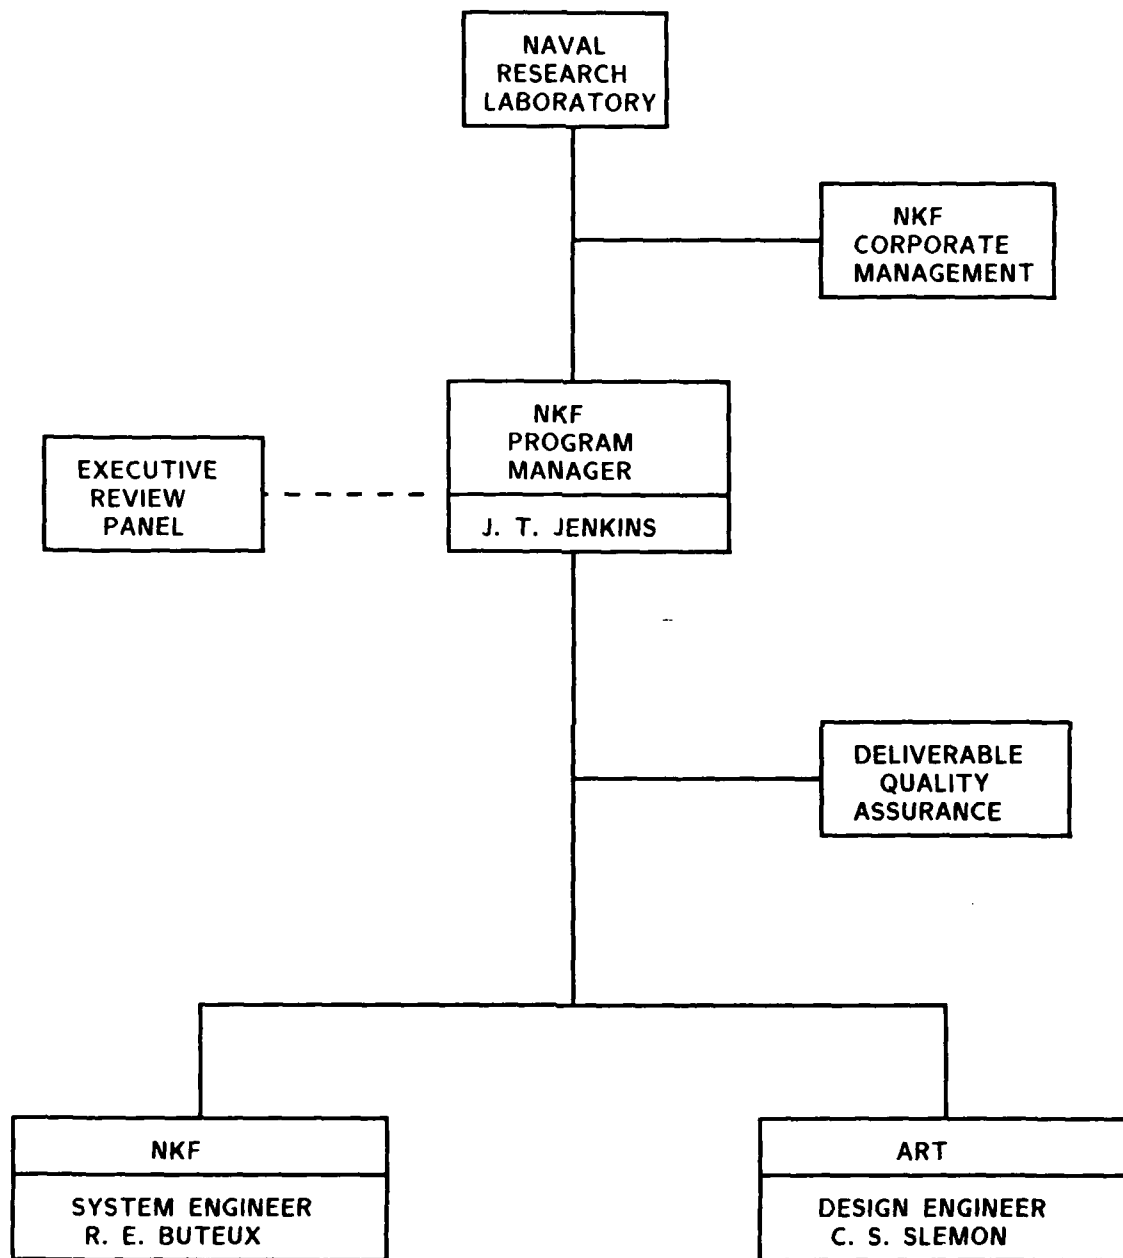 NAVAL
RESEARCH
LABORATORY
NKF
CORPORATE
MANAGEMENT
NKF
PROGRAM
MANAGER
J. T. JENKINS
EXECUTIVE
REVIEW
PANEL
DELIVERABLE
QUALITY
ASSURANCE
NKF
SYSTEM ENGINEER
R. E. BUTEUX
ART
DESIGN ENGINEER
C. S. SLEMON